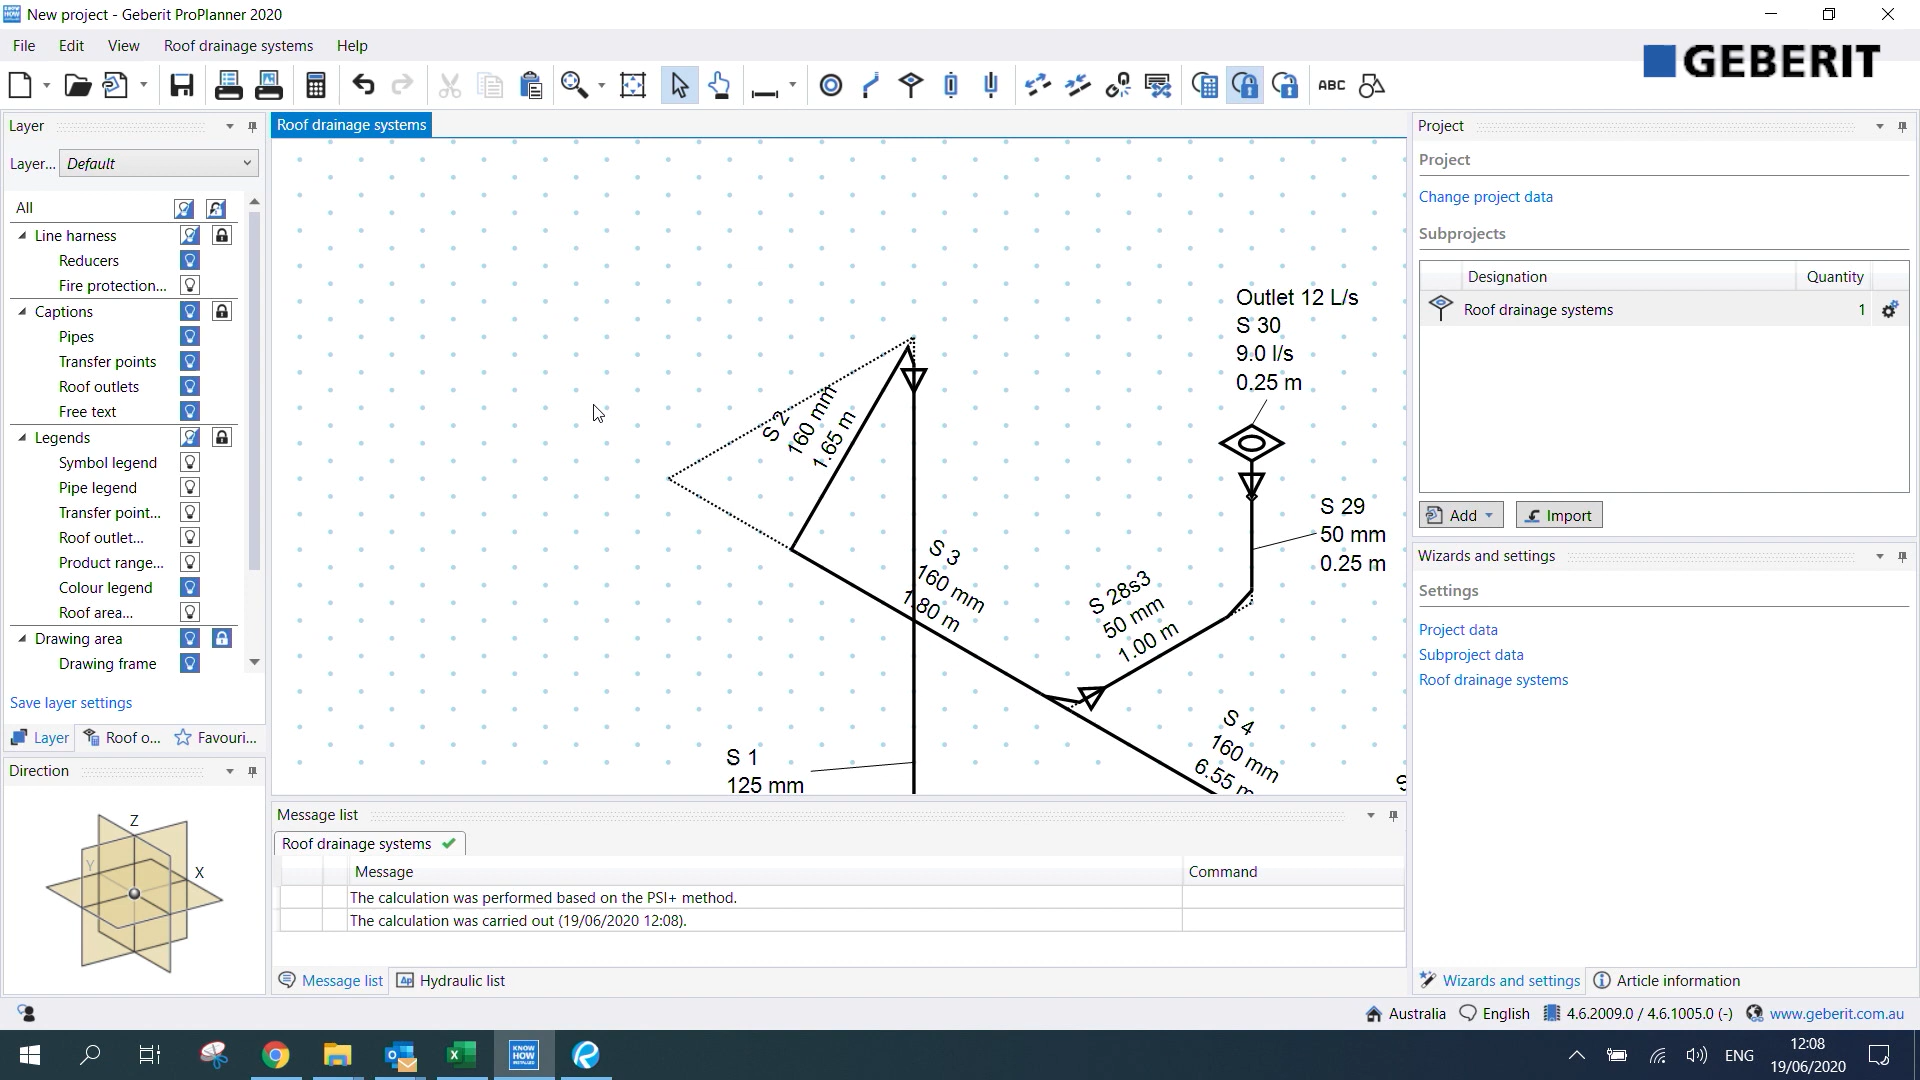 New project - Geberit ProPlanner 2020
File Edit View Roof drainage systems Help
GEBERIT
ABC
Layer
Layer... Default
All
Line harness
Reducers
Fire protection...
Captions
Pipes
Transfer points
Roof outlets
Free text
Legends
Symbol legend
Pipe legend
Transfer point...
Roof outlet...
Product range...
Colour legend
Roof area...
Drawing area
Drawing frame
Save layer settings
Layer Roof o... Favouri...
Direction
Z
Y
X
Roof drainage systems
Outlet 12 L/s
S 30
9.0 l/s
0.25 m
S 2
160 mm
1.65 m
S 29
50 mm
0.25 m
S 3
160 mm
1.80 m
S 28s3
50 mm
1.00 m
S 4
160 mm
6.55 m
S 1
125 mm
S
Message list
Roof drainage systems
Message Command
The calculation was performed based on the PSI+ method.
The calculation was carried out (19/06/2020 12:08).
Message list Hydraulic list
Project
Project
Change project data
Subprojects
Designation Quantity
Roof drainage systems 1
Add Import
Wizards and settings
Settings
Project data
Subproject data
Roof drainage systems
Wizards and settings Article information
Australia English 4.6.2009.0 / 4.6.1005.0 (-) www.geberit.com.au
KNOW
HOW
INSTALLED
ENG
12:08
19/06/2020